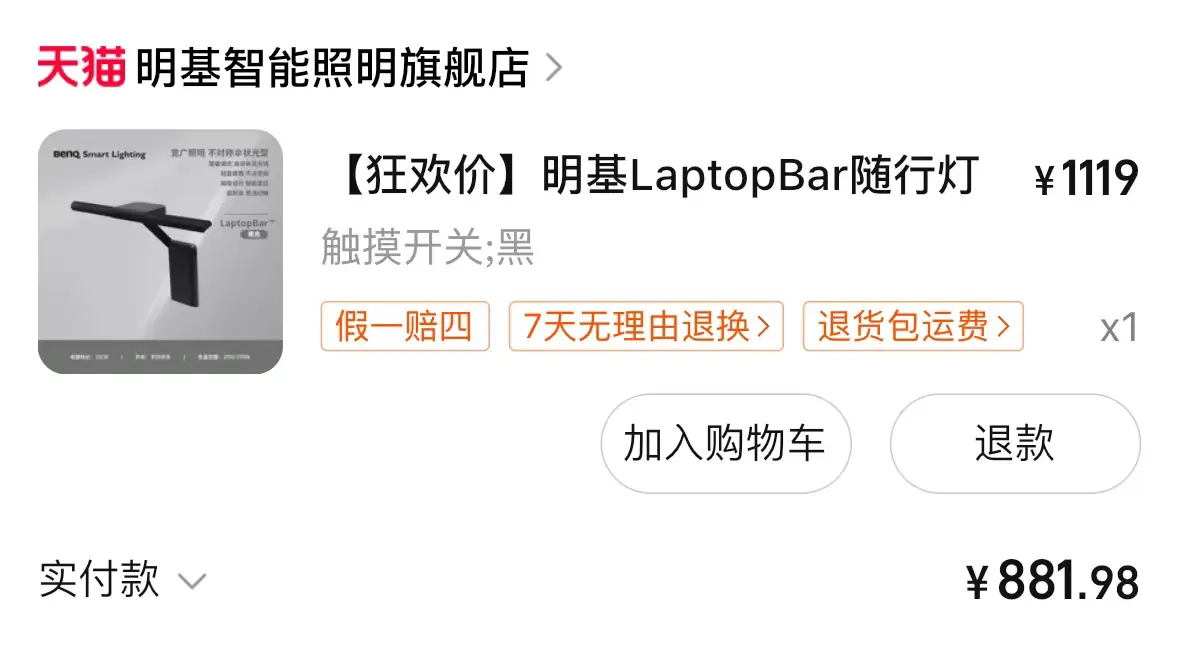 天猫 明基智能照明旗舰店
BenQ Smart Lighting
宽广照明 不对称伞状光型
LaptopBar™
黑色
【狂欢价】明基LaptopBar随行灯
¥1119
触摸开关;黑
假一赔四
7天无理由退换
退货包运费
x1
加入购物车
退款
实付款
¥881.98